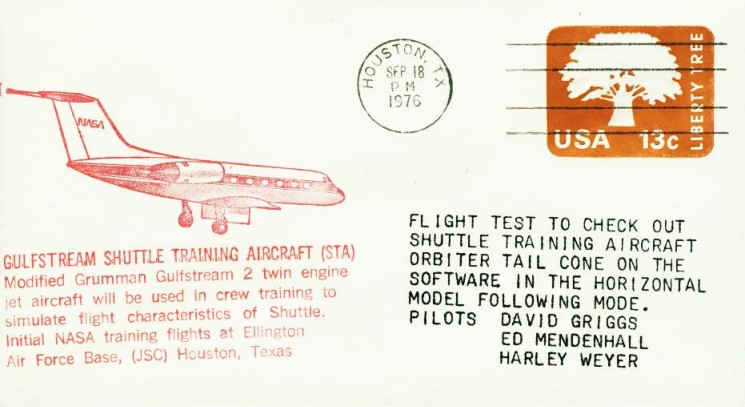 HOUSTON, TX
SEP 18
PM
1976
USA 13c
LIBERTY TREE
NASA
GULFSTREAM SHUTTLE TRAINING AIRCRAFT (STA)
Modified Grumman Gulfstream 2 twin engine
jet aircraft will be used in crew training to
simulate flight characteristics of Shuttle.
Initial NASA training flights at Ellington
Air Force Base, (JSC) Houston, Texas
FLIGHT TEST TO CHECK OUT
SHUTTLE TRAINING AIRCRAFT
ORBITER TAIL CONE ON THE
SOFTWARE IN THE HORIZONTAL
MODEL FOLLOWING MODE.
PILOTS DAVID GRIGGS
ED MENDENHALL
HARLEY WEYER